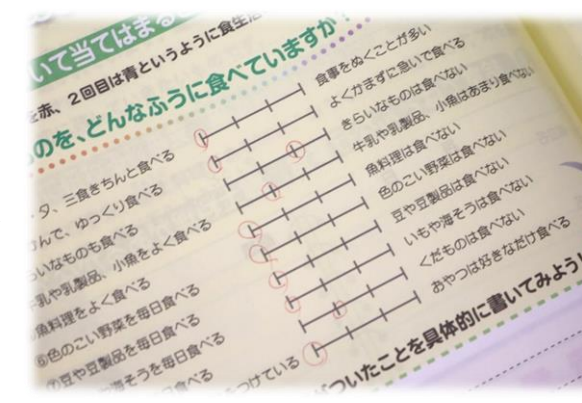 いて当てはまる
を赤、2回目は青というように食生活
ものを、どんなふうに食べていますか?
・夕、三食きちんと食べる 食事をぬくことが多い
んで、ゆっくり食べる よくかまずに急いで食べる
らいなものも食べる きらいなものは食べない
乳や乳製品、小魚をよく食べる 牛乳や乳製品、小魚はあまり食べない
魚料理をよく食べる 魚料理は食べない
⑥色のこい野菜を毎日食べる 色のこい野菜は食べない
の豆や豆製品を毎日食べる 豆や豆製品は食べない
海そうを毎日食べる いもや海そうは食べない
日食べる くだものは食べない
つけている おやつは好きなだけ食べる
がついたことを具体的に書いてみよう!